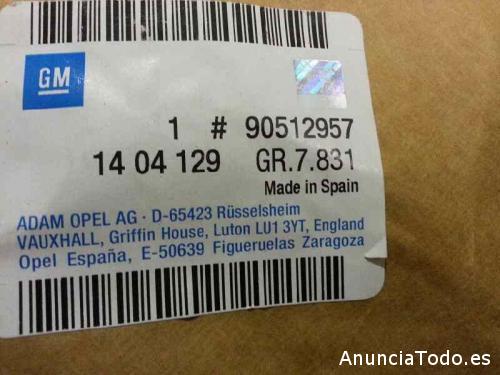 GM
1 # 90512957
14 04 129 GR.7.831
Made in Spain
ADAM OPEL AG · D-65423 Rüsselsheim
VAUXHALL, Griffin House, Luton LU1 3YT, England
Opel España, E-50639 Figueruelas Zaragoza
AnunciaTodo.es